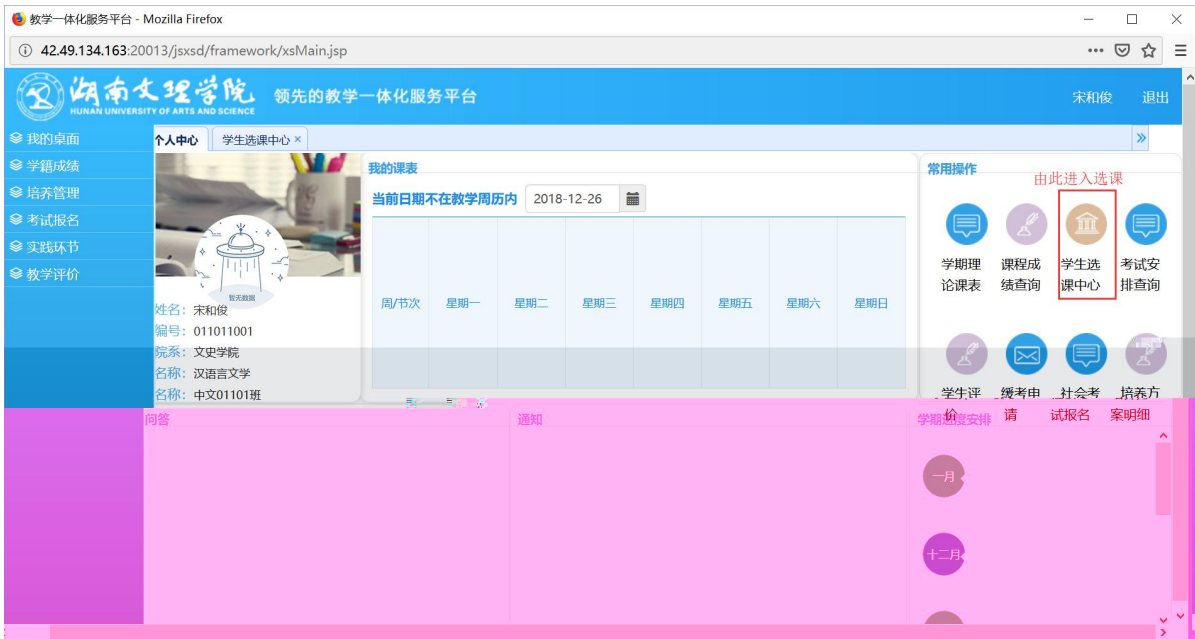 教学一体化服务平台 - Mozilla Firefox
42.49.134.163:20013/jsxsd/framework/xsMain.jsp
湖南文理学院
HUNAN UNIVERSITY OF ARTS AND SCIENCE
领先的教学一体化服务平台
宋和俊 退出
我的桌面
学籍成绩
培养管理
考试报名
实践环节
教学评价
个人中心 学生选课中心 ×
暂无数据
姓名：宋和俊
编号：011011001
院系：文史学院
名称：汉语言文学
名称：中文01101班
我的课表
当前日期不在教学周历内 2018-12-26
周/节次 星期一 星期二 星期三 星期四 星期五 星期六 星期日
常用操作
由此进入选课
学期理论课表
课程成绩查询
学生选课中心
考试安排查询
学生评价
缓考申请
社会考试报名
培养方案明细
问答
通知
学期进度安排
一月
十二月